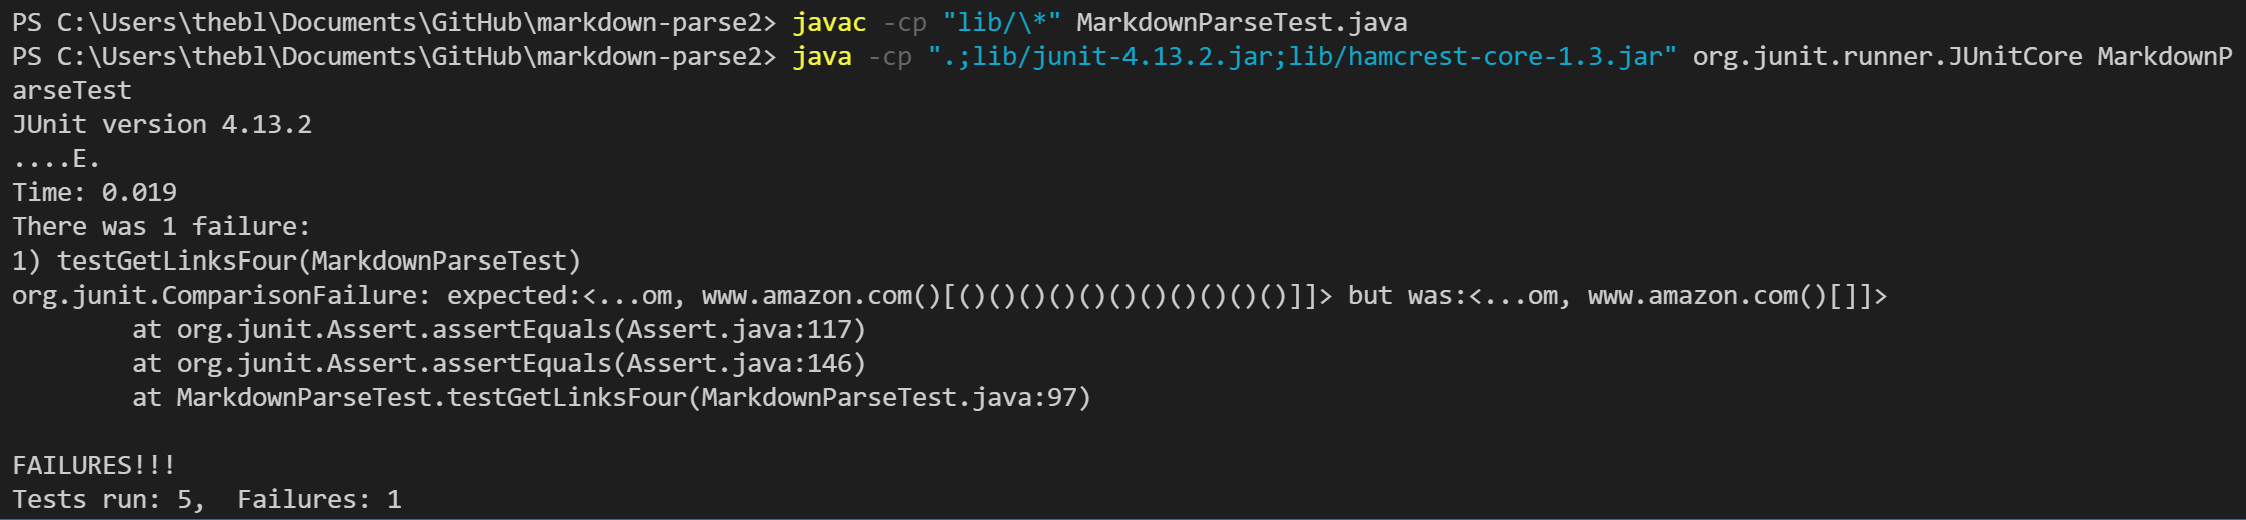 PS C:\Users\thebl\Documents\GitHub\markdown-parse2> javac -cp "lib/\*" MarkdownParseTest.java
PS C:\Users\thebl\Documents\GitHub\markdown-parse2> java -cp ".;lib/junit-4.13.2.jar;lib/hamcrest-core-1.3.jar" org.junit.runner.JUnitCore MarkdownP
arseTest
JUnit version 4.13.2
....E.
Time: 0.019
There was 1 failure:
1) testGetLinksFour(MarkdownParseTest)
org.junit.ComparisonFailure: expected:<...om, www.amazon.com()[()()()()()()()()()()()]]> but was:<...om, www.amazon.com()[]]>
        at org.junit.Assert.assertEquals(Assert.java:117)
        at org.junit.Assert.assertEquals(Assert.java:146)
        at MarkdownParseTest.testGetLinksFour(MarkdownParseTest.java:97)

FAILURES!!!
Tests run: 5,  Failures: 1